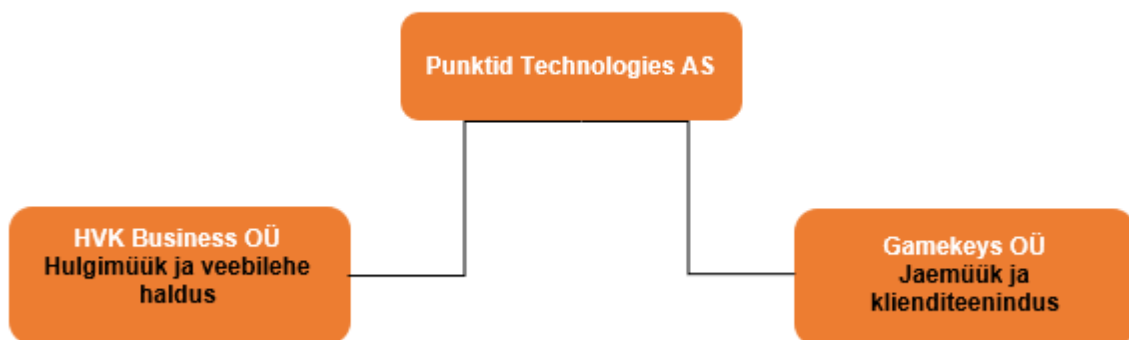 Punktid Technologies AS
HVK Business OÜ
Hulgimüük ja veebilehe
haldus
Gamekeys OÜ
Jaemüük ja
klienditeenindus